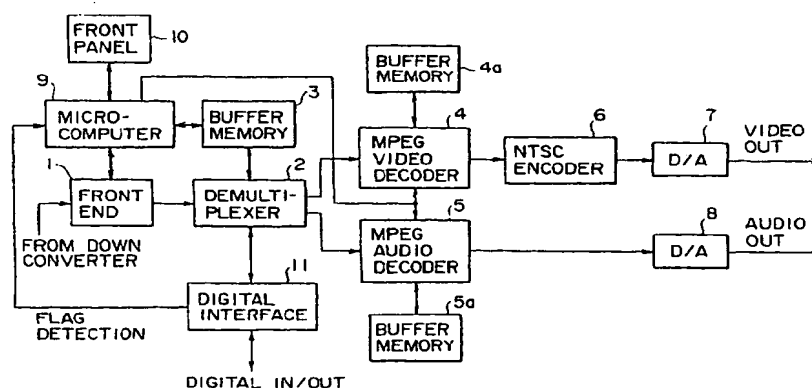 FRONT
PANEL
10
9
MICRO-
COMPUTER
3
BUFFER
MEMORY
1
FRONT
END
2
DEMULTI-
PLEXER
FROM DOWN
CONVERTER
11
DIGITAL
INTERFACE
FLAG
DETECTION
DIGITAL IN/OUT
BUFFER
MEMORY
4a
4
MPEG
VIDEO
DECODER
5
MPEG
AUDIO
DECODER
5a
BUFFER
MEMORY
6
NTSC
ENCODER
7
D/A
VIDEO
OUT
8
D/A
AUDIO
OUT